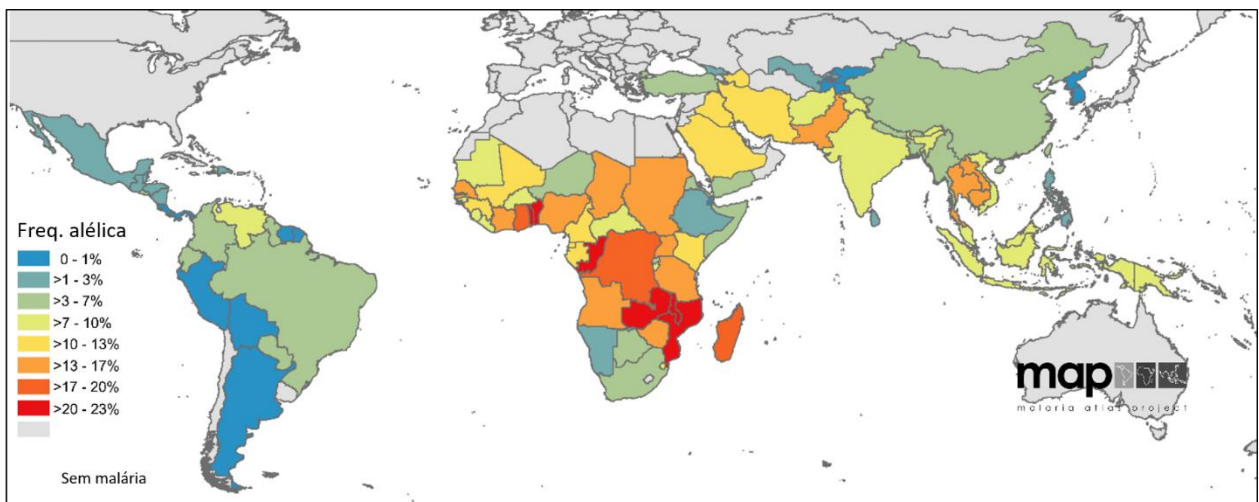 Freq. alélica
0 - 1%
>1 - 3%
>3 - 7%
>7 - 10%
>10 - 13%
>13 - 17%
>17 - 20%
>20 - 23%
Sem malária
map
malaria atlas project